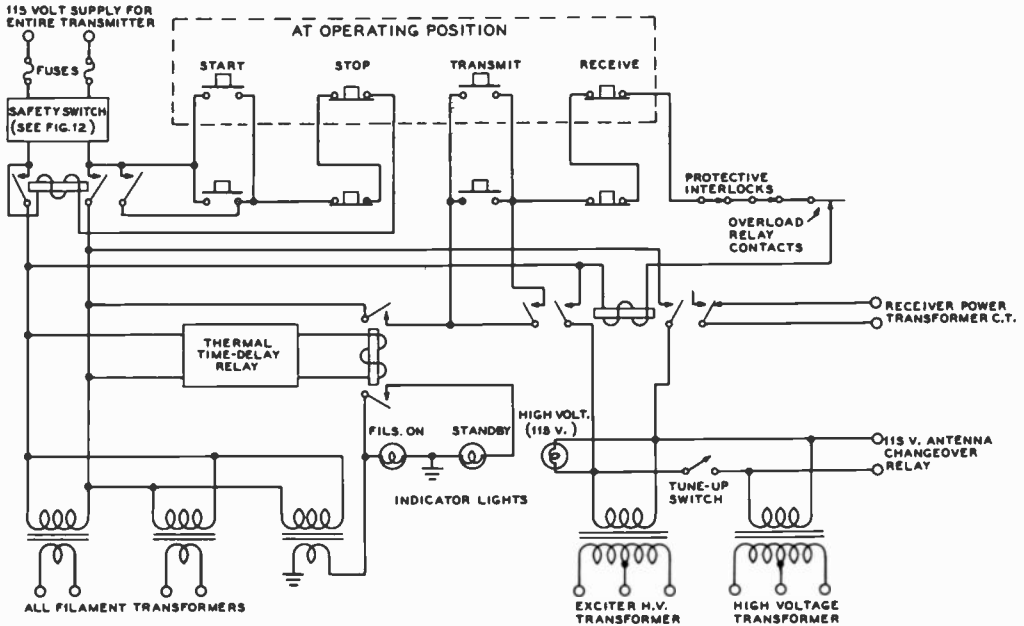 115 VOLT SUPPLY FOR
ENTIRE TRANSMITTER
AT OPERATING POSITION
FUSES
START
STOP
TRANSMIT
RECEIVE
SAFETY SWITCH
(SEE FIG. 12)
PROTECTIVE
INTERLOCKS
OVERLOAD
RELAY
CONTACTS
RECEIVER POWER
TRANSFORMER C.T.
THERMAL
TIME-DELAY
RELAY
FILS. ON
STANDBY
HIGH VOLT.
(115 V.)
115 V. ANTENNA
CHANGEOVER
RELAY
TUNE-UP
SWITCH
INDICATOR LIGHTS
ALL FILAMENT TRANSFORMERS
EXCITER H.V.
TRANSFORMER
HIGH VOLTAGE
TRANSFORMER